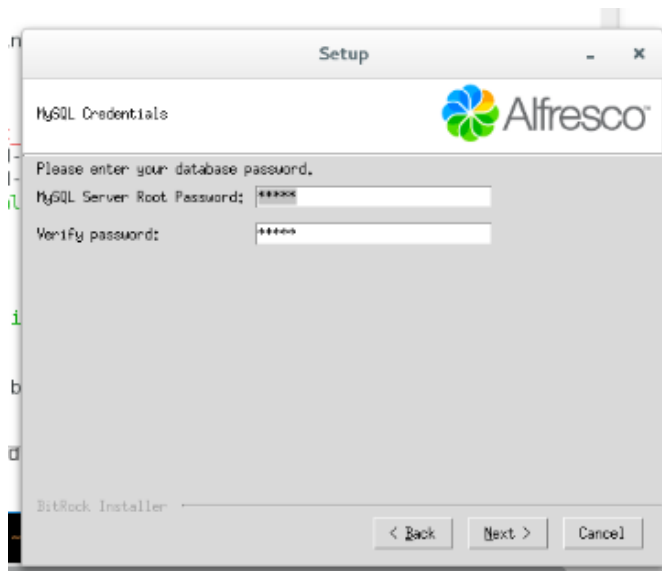 Setup
MySQL Credentials
Alfresco
Please enter your database password.
MySQL Server Root Password: *****
Verify password: *****
BitRock Installer
< Back Next > Cancel